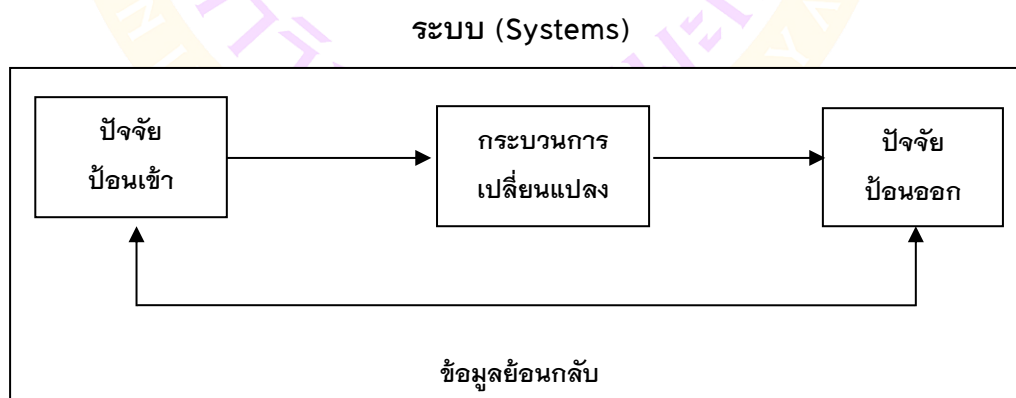 ระบบ (Systems)
ปัจจัย
ป้อนเข้า
กระบวนการ
เปลี่ยนแปลง
ปัจจัย
ป้อนออก
ข้อมูลย้อนกลับ